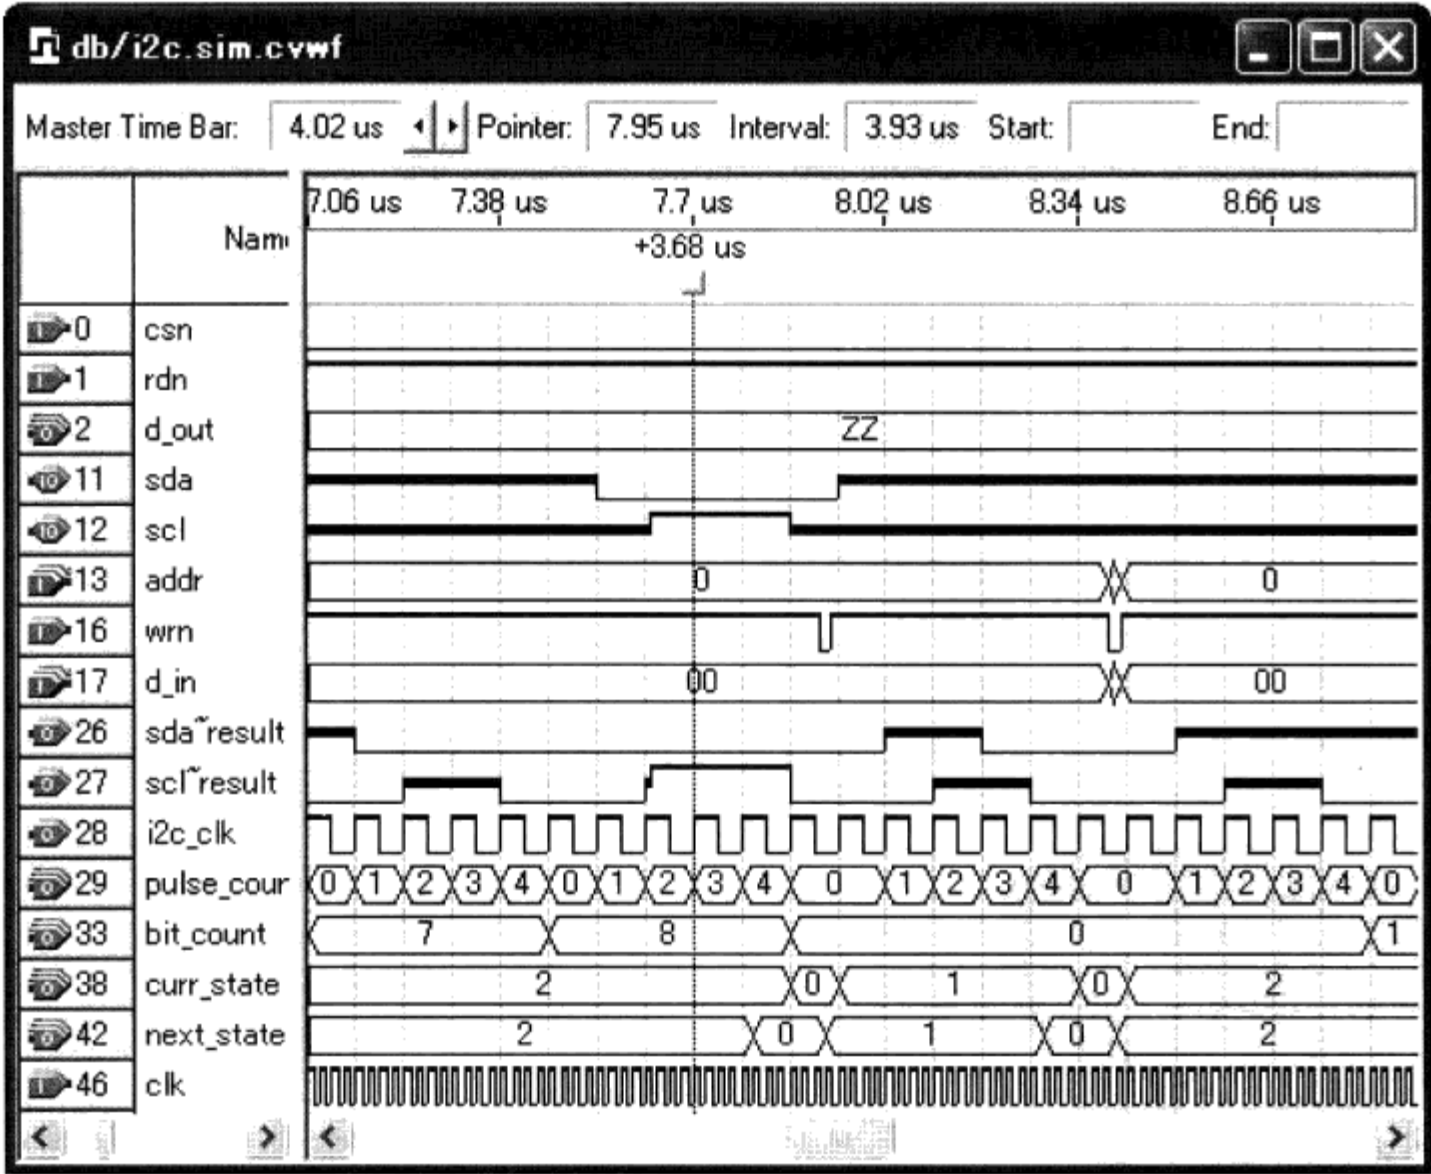 db/i2c.sim.cvwf
Master Time Bar: 4.02 us Pointer: 7.95 us Interval: 3.93 us Start: End:
Nam
7.06 us 7.38 us 7.7 us 8.02 us 8.34 us 8.66 us
+3.68 us
0 csn
1 rdn
2 d_out ZZ
11 sda
12 scl
13 addr 0 0
16 wrn
17 d_in 00 00
26 sda~result
27 scl~result
28 i2c_clk
29 pulse_cour 0 1 2 3 4 0 1 2 3 4 0 1 2 3 4 0 1 2 3 4 0
33 bit_count 7 8 0 1
38 curr_state 2 0 1 0 2
42 next_state 2 0 1 0 2
46 clk